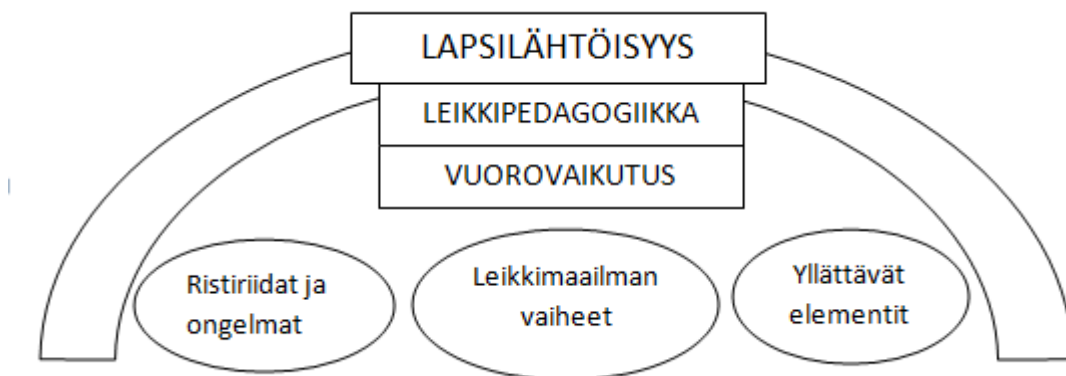 LAPSILÄHTÖISYYS
LEIKKIPEDAGOGIIKKA
VUOROVAIKUTUS
Ristiriidat ja
ongelmat
Leikkimaailman
vaiheet
Yllättävät
elementit